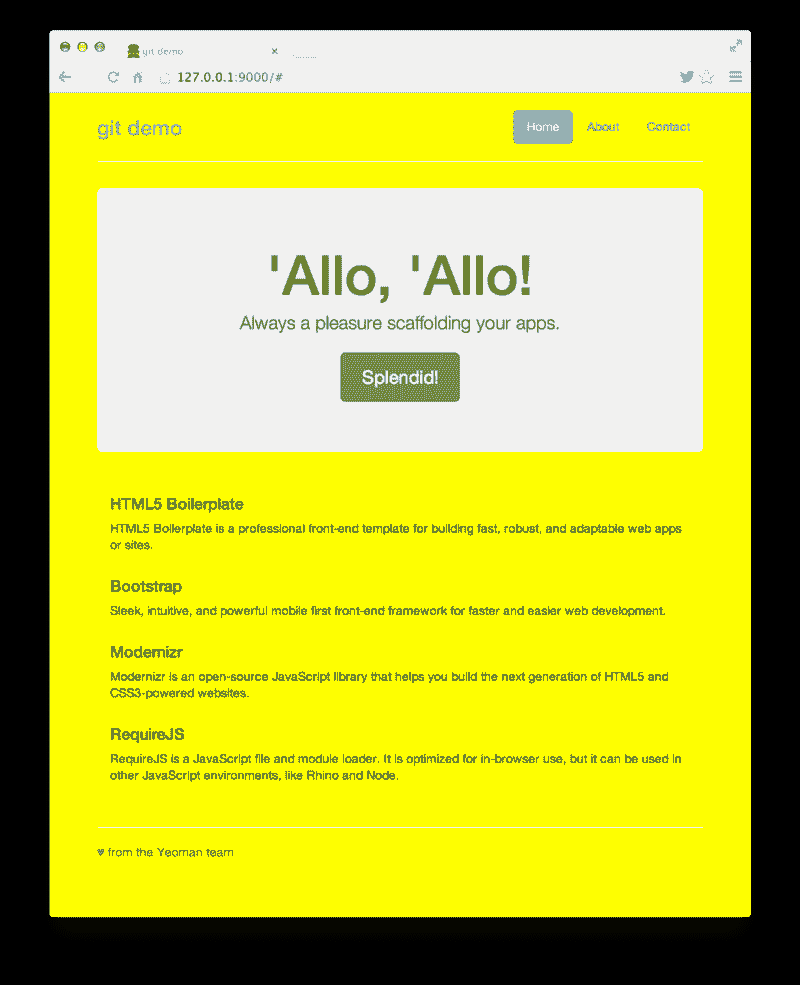 git demo
127.0.0.1:9000/#
git demo
Home About Contact
'Allo, 'Allo!
Always a pleasure scaffolding your apps.
Splendid!
HTML5 Boilerplate
HTML5 Boilerplate is a professional front-end template for building fast, robust, and adaptable web apps
or sites.
Bootstrap
Sleek, intuitive, and powerful mobile first front-end framework for faster and easier web development.
Modernizr
Modernizr is an open-source JavaScript library that helps you build the next generation of HTML5 and
CSS3-powered websites.
RequireJS
RequireJS is a JavaScript file and module loader. It is optimized for in-browser use, but it can be used in
other JavaScript environments, like Rhino and Node.
♥ from the Yeoman team